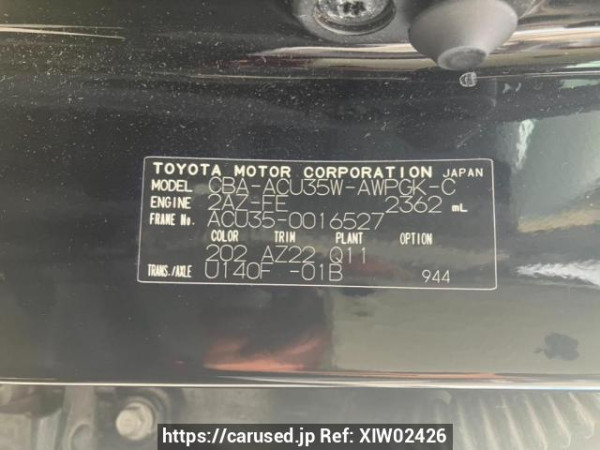 TOYOTA MOTOR CORPORATION JAPAN
MODEL CBA-ACU35W-AWPGK-C
ENGINE 2AZ-FE 2362 mL
FRAME No. ACU35-0016527
COLOR TRIM PLANT OPTION
202 AZ22 Q11
TRANS./AXLE U140F -01B 944
https://carused.jp Ref: XIW02426